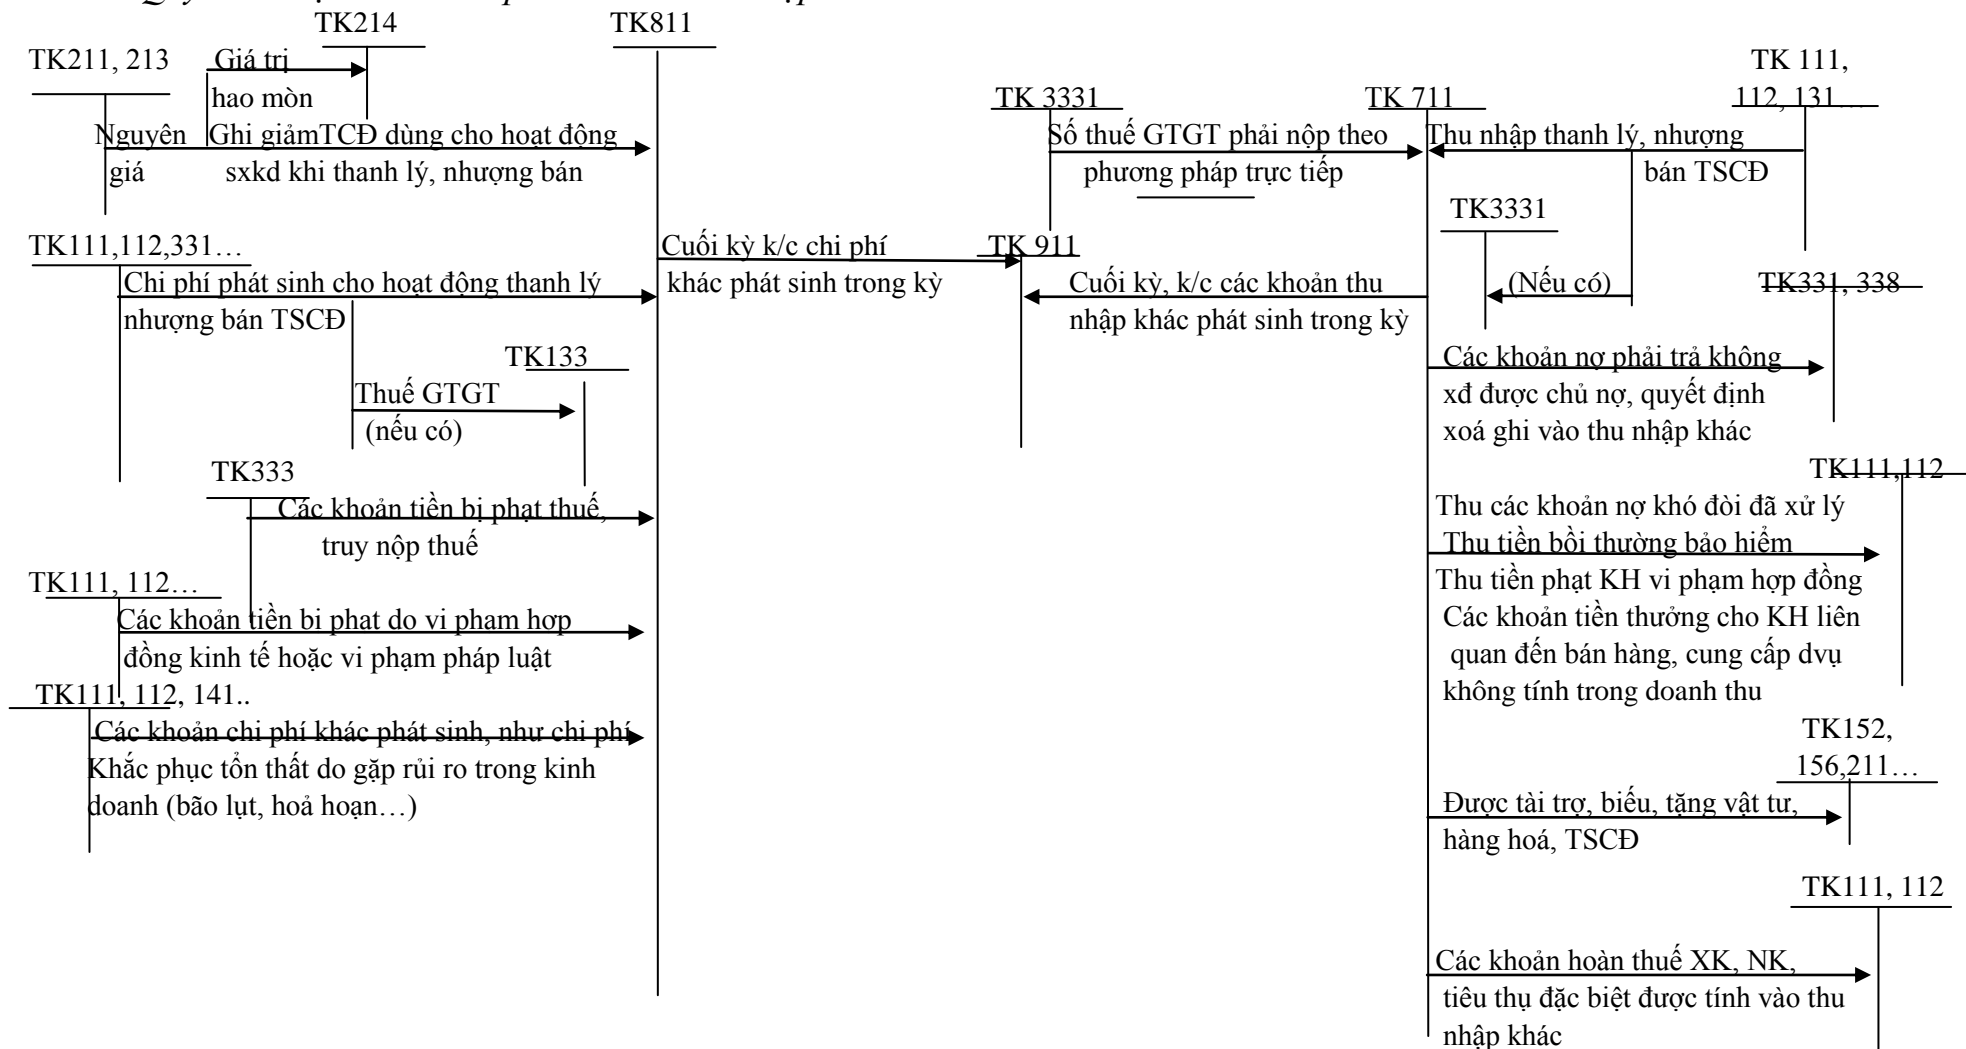 TK214
TK811
TK211, 213
Giá trị
hao mòn
Nguyên
giá
Ghi giảmTCĐ dùng cho hoạt động
sxkd khi thanh lý, nhượng bán
TK111,112,331…
Chi phí phát sinh cho hoạt động thanh lý
nhượng bán TSCĐ
TK133
Thuế GTGT
(nếu có)
TK333
Các khoản tiền bị phạt thuế,
truy nộp thuế
TK111, 112…
Các khoản tiền bi phat do vi pham hơp
đồng kinh tế hoặc vi phạm pháp luật
TK111, 112, 141..
Các khoản chi phí khác phát sinh, như chi phí
Khắc phục tổn thất do gặp rủi ro trong kinh
doanh (bão lụt, hoả hoạn…)
Cuối kỳ k/c chi phí
khác phát sinh trong kỳ
TK 3331
Số thuế GTGT phải nộp theo
phương pháp trực tiếp
TK 911
Cuối kỳ, k/c các khoản thu
nhập khác phát sinh trong kỳ
TK 711
TK 111,
112, 131…
Thu nhập thanh lý, nhượng
bán TSCĐ
TK3331
(Nếu có)
TK331, 338
Các khoản nợ phải trả không
xđ được chủ nợ, quyết định
xoá ghi vào thu nhập khác
TK111,112
Thu các khoản nợ khó đòi đã xử lý
Thu tiền bồi thường bảo hiểm
Thu tiền phạt KH vi phạm hợp đồng
Các khoản tiền thưởng cho KH liên
quan đến bán hàng, cung cấp dvụ
không tính trong doanh thu
TK152,
156,211…
Được tài trợ, biếu, tặng vật tư,
hàng hoá, TSCĐ
TK111, 112
Các khoản hoàn thuế XK, NK,
tiêu thụ đặc biệt được tính vào thu
nhập khác